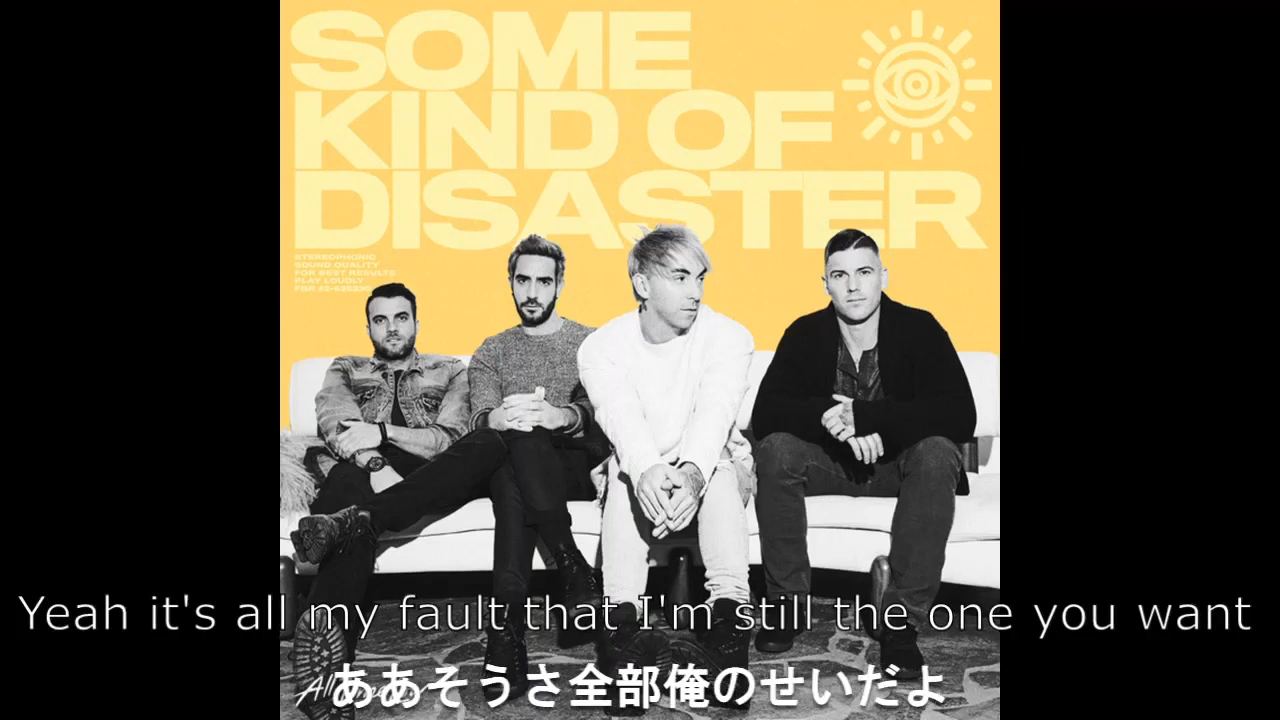 SOME
KIND OF
DISASTER
STEREOPHONIC
SOUND QUALITY
FOR BEST RESULTS
PLAY LOUDLY
Yeah it's all my fault that I'm still the one you want
ああそうさ全部俺のせいだよ
All